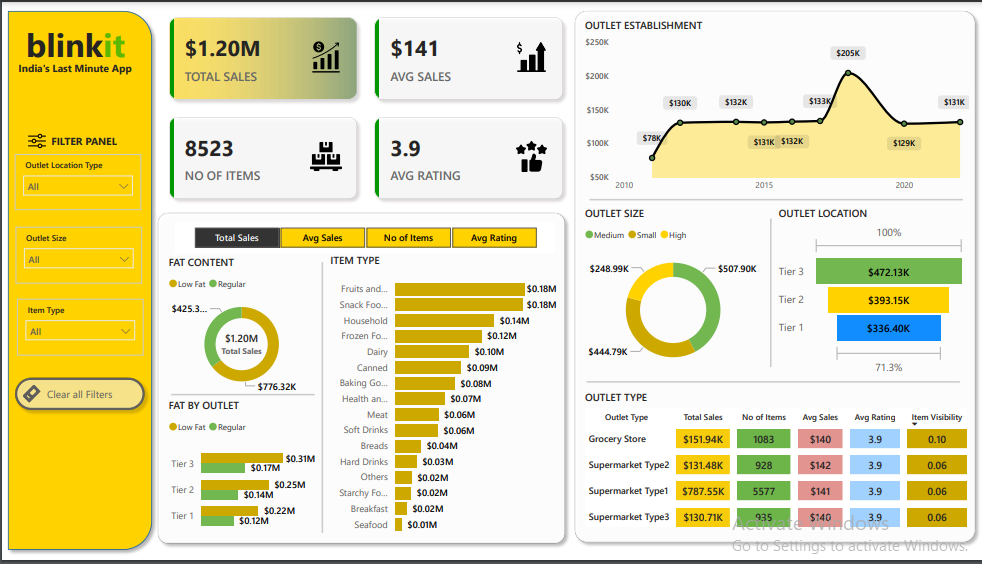 blinkit
India's Last Minute App
FILTER PANEL
Outlet Location Type
All
Outlet Size
All
Item Type
All
Clear all Filters
$1.20M
TOTAL SALES
$141
AVG SALES
8523
NO OF ITEMS
3.9
AVG RATING
Total Sales Avg Sales No of Items Avg Rating
FAT CONTENT
Low Fat Regular
$425.3...
$1.20M
Total Sales
$776.32K
FAT BY OUTLET
Low Fat Regular
Tier 3 $0.31M
$0.17M
Tier 2 $0.25M
$0.14M
Tier 1 $0.22M
$0.12M
ITEM TYPE
Fruits and... $0.18M
Snack Foo... $0.18M
Household $0.14M
Frozen Fo... $0.12M
Dairy $0.10M
Canned $0.09M
Baking Go... $0.08M
Health an... $0.07M
Meat $0.06M
Soft Drinks $0.06M
Breads $0.04M
Hard Drinks $0.03M
Others $0.02M
Starchy Fo... $0.02M
Breakfast $0.02M
Seafood $0.01M
OUTLET ESTABLISHMENT
$250K
$200K
$150K
$100K
$50K
$78K
$130K
$132K
$131K
$132K
$133K
$205K
$129K
$131K
2010 2015 2020
OUTLET SIZE
Medium Small High
$248.99K
$507.90K
$444.79K
OUTLET LOCATION
100%
Tier 3 $472.13K
Tier 2 $393.15K
Tier 1 $336.40K
71.3%
OUTLET TYPE
Outlet Type Total Sales No of Items Avg Sales Avg Rating Item Visibility
Grocery Store $151.94K 1083 $140 3.9 0.10
Supermarket Type2 $131.48K 928 $142 3.9 0.06
Supermarket Type1 $787.55K 5577 $141 3.9 0.06
Supermarket Type3 $130.71K 935 $140 3.9 0.06
Activate Windows
Go to Settings to activate Windows.